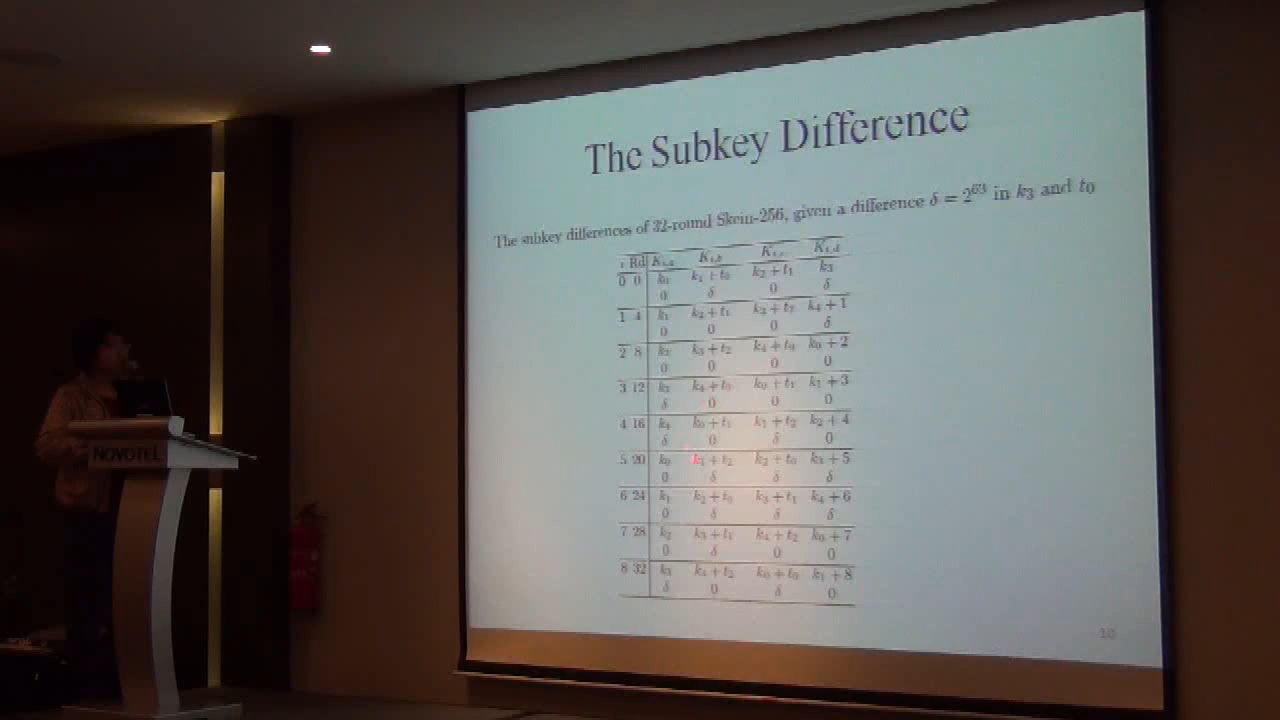 The Subkey Difference
The subkey differences of 32-round Skein-256, given a difference δ = 2^63 in k3 and t0
i Rd K_i,a K_i,b K_i,c K_i,d
0 0 k0 k1 + t0 k2 + t1 k3
0 δ 0 δ
1 4 k1 k2 + t1 k3 + t2 k4 + 1
0 0 0 δ
2 8 k2 k3 + t2 k4 + t0 k0 + 2
0 0 0 0
3 12 k3 k4 + t0 k0 + t1 k1 + 3
δ 0 0 0
4 16 k4 k0 + t1 k1 + t2 k2 + 4
δ 0 δ 0
5 20 k0 k1 + t2 k2 + t0 k3 + 5
0 δ δ δ
6 24 k1 k2 + t0 k3 + t1 k4 + 6
0 δ δ δ
7 28 k2 k3 + t1 k4 + t2 k0 + 7
0 δ 0 0
8 32 k3 k4 + t2 k0 + t0 k1 + 8
δ 0 δ 0
10
NOVOTEL